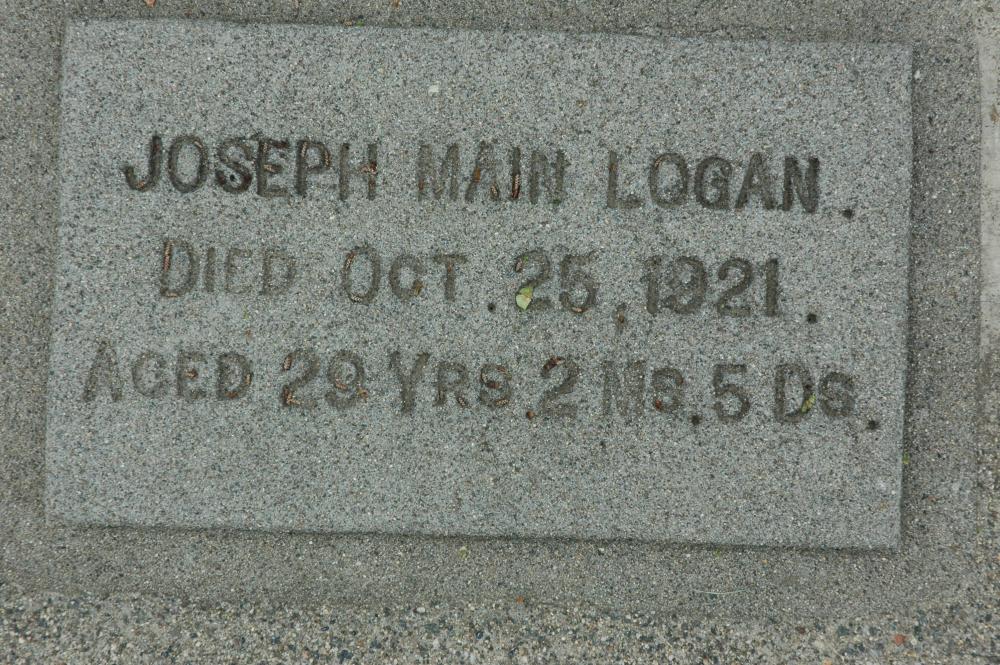 JOSEPH MAIN LOGAN.
DIED OCT. 25, 1921.
AGED 29 YRS. 2 MS. 5 DS.